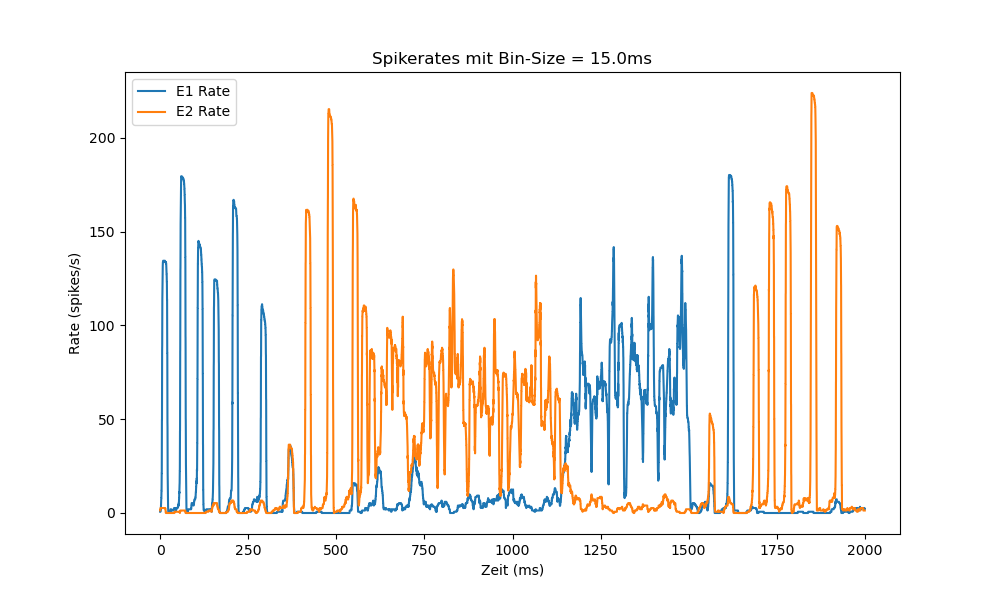 Spikerates mit Bin-Size = 15.0ms
E1 Rate
E2 Rate
Rate (spikes/s)
200
150
100
50
0
0 250 500 750 1000 1250 1500 1750 2000
Zeit (ms)